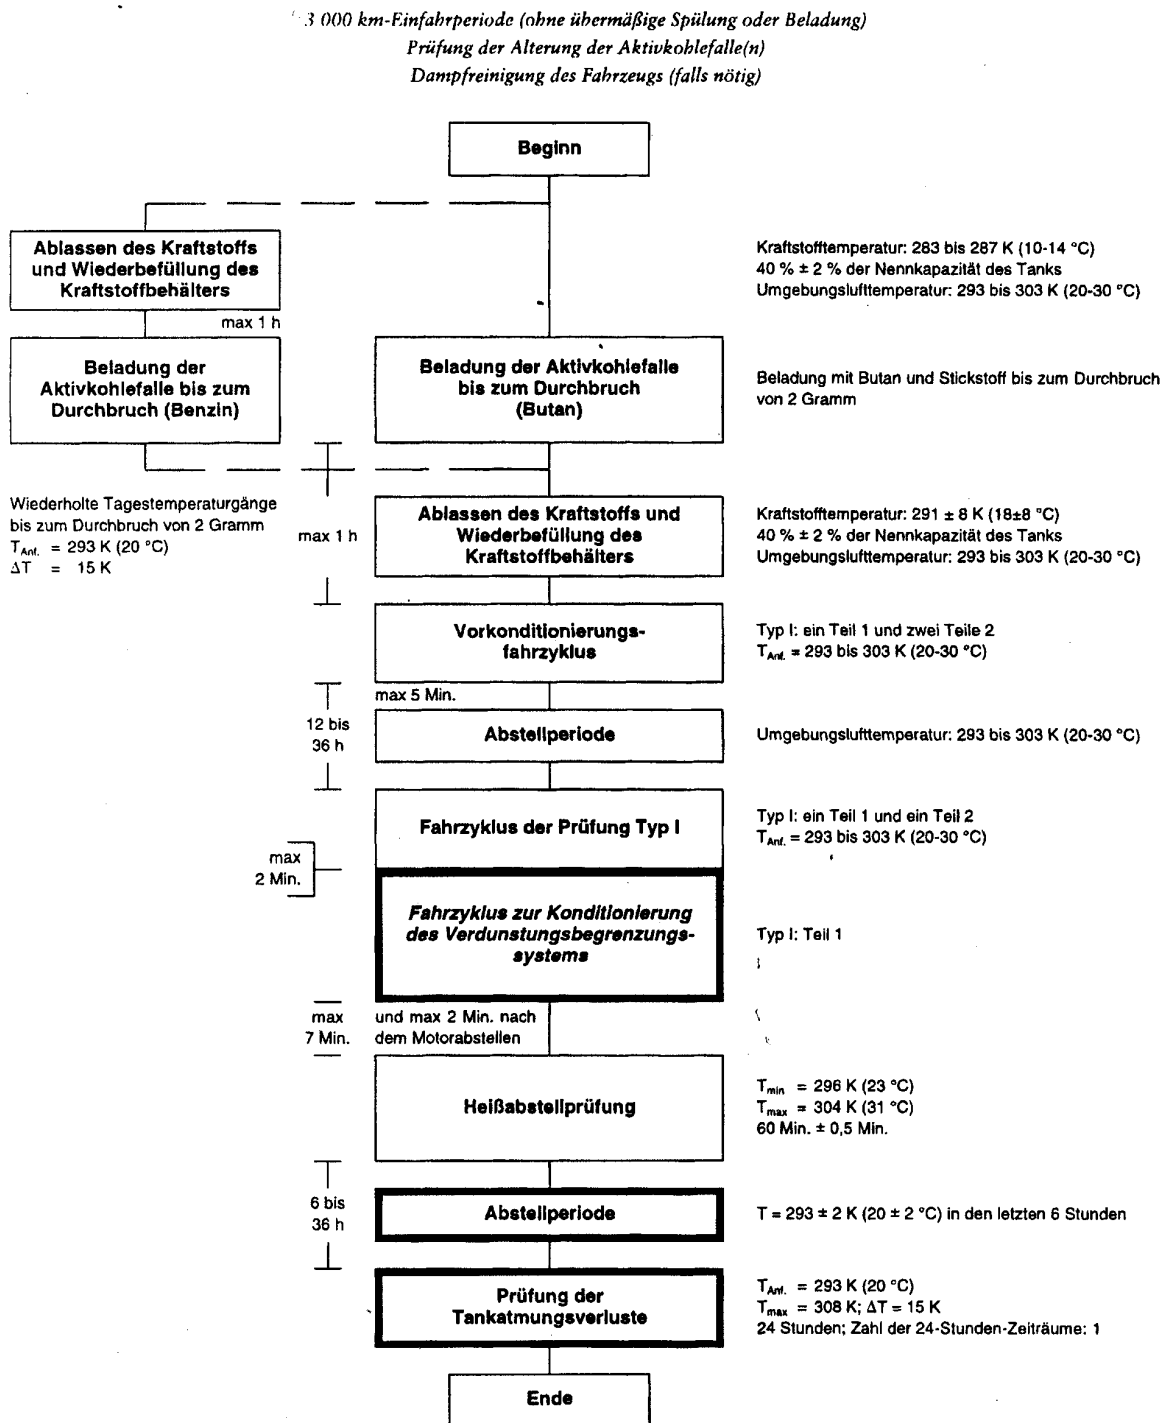 3 000 km-Einfahrperiode (ohne übermäßige Spülung oder Beladung)
Prüfung der Alterung der Aktivkohlefalle(n)
Dampfreinigung des Fahrzeugs (falls nötig)
Beginn
Ablassen des Kraftstoffs
und Wiederbefüllung des
Kraftstoffbehälters
Kraftstofftemperatur: 283 bis 287 K (10-14 °C)
40 % ± 2 % der Nennkapazität des Tanks
Umgebungslufttemperatur: 293 bis 303 K (20-30 °C)
max 1 h
Beladung der
Aktivkohlefalle bis zum
Durchbruch (Benzin)
Beladung der Aktivkohlefalle
bis zum Durchbruch
(Butan)
Beladung mit Butan und Stickstoff bis zum Durchbruch
von 2 Gramm
Wiederholte Tagestemperaturgänge
bis zum Durchbruch von 2 Gramm
T_Anf. = 293 K (20 °C)
ΔT = 15 K
max 1 h
Ablassen des Kraftstoffs und
Wiederbefüllung des
Kraftstoffbehälters
Kraftstofftemperatur: 291 ± 8 K (18±8 °C)
40 % ± 2 % der Nennkapazität des Tanks
Umgebungslufttemperatur: 293 bis 303 K (20-30 °C)
Vorkonditionierungs-
fahrzyklus
Typ I: ein Teil 1 und zwei Teile 2
T_Anf. = 293 bis 303 K (20-30 °C)
max 5 Min.
12 bis
36 h
Abstellperiode
Umgebungslufttemperatur: 293 bis 303 K (20-30 °C)
Fahrzyklus der Prüfung Typ I
Typ I: ein Teil 1 und ein Teil 2
T_Anf. = 293 bis 303 K (20-30 °C)
max
2 Min.
Fahrzyklus zur Konditionierung
des Verdunstungsbegrenzungs-
systems
Typ I: Teil 1
max
7 Min.
und max 2 Min. nach
dem Motorabstellen
Heißabstellprüfung
T_min = 296 K (23 °C)
T_max = 304 K (31 °C)
60 Min. ± 0,5 Min.
6 bis
36 h
Abstellperiode
T = 293 ± 2 K (20 ± 2 °C) in den letzten 6 Stunden
Prüfung der
Tankatmungsverluste
T_Anf. = 293 K (20 °C)
T_max = 308 K; ΔT = 15 K
24 Stunden; Zahl der 24-Stunden-Zeiträume: 1
Ende